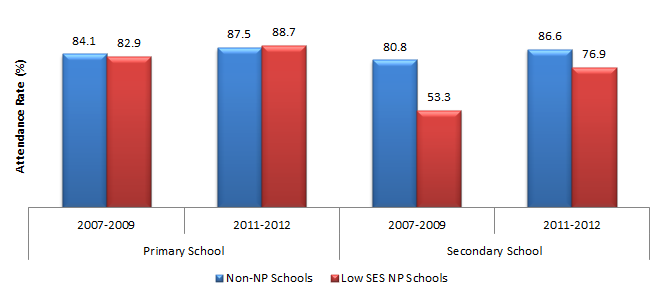 Attendance Rate (%)
84.1 82.9 87.5 88.7 80.8 53.3 86.6 76.9
2007-2009 2011-2012 2007-2009 2011-2012
Primary School Secondary School
Non-NP Schools Low SES NP Schools